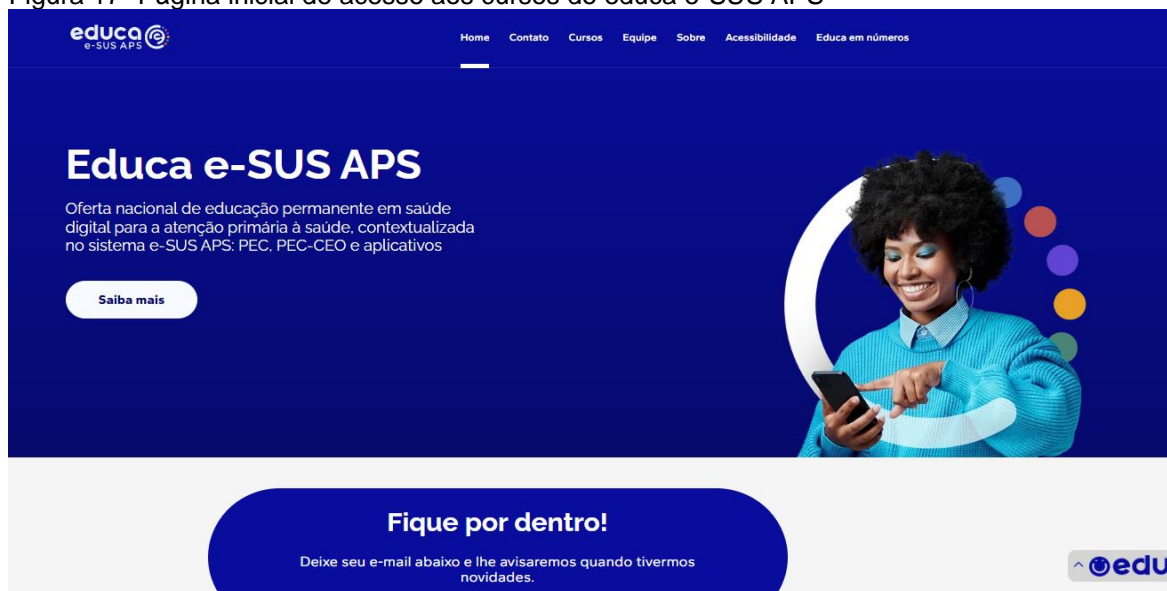 Figura 17- Página inicial de acesso aos cursos do educa e-SUS APS
educa e
e-SUS APS
Home Contato Cursos Equipe Sobre Acessibilidade Educa em números
Educa e-SUS APS
Oferta nacional de educação permanente em saúde
digital para a atenção primária à saúde, contextualizada
no sistema e-SUS APS: PEC, PEC-CEO e aplicativos
Saiba mais
Fique por dentro!
Deixe seu e-mail abaixo e lhe avisaremos quando tivermos
novidades.
edu